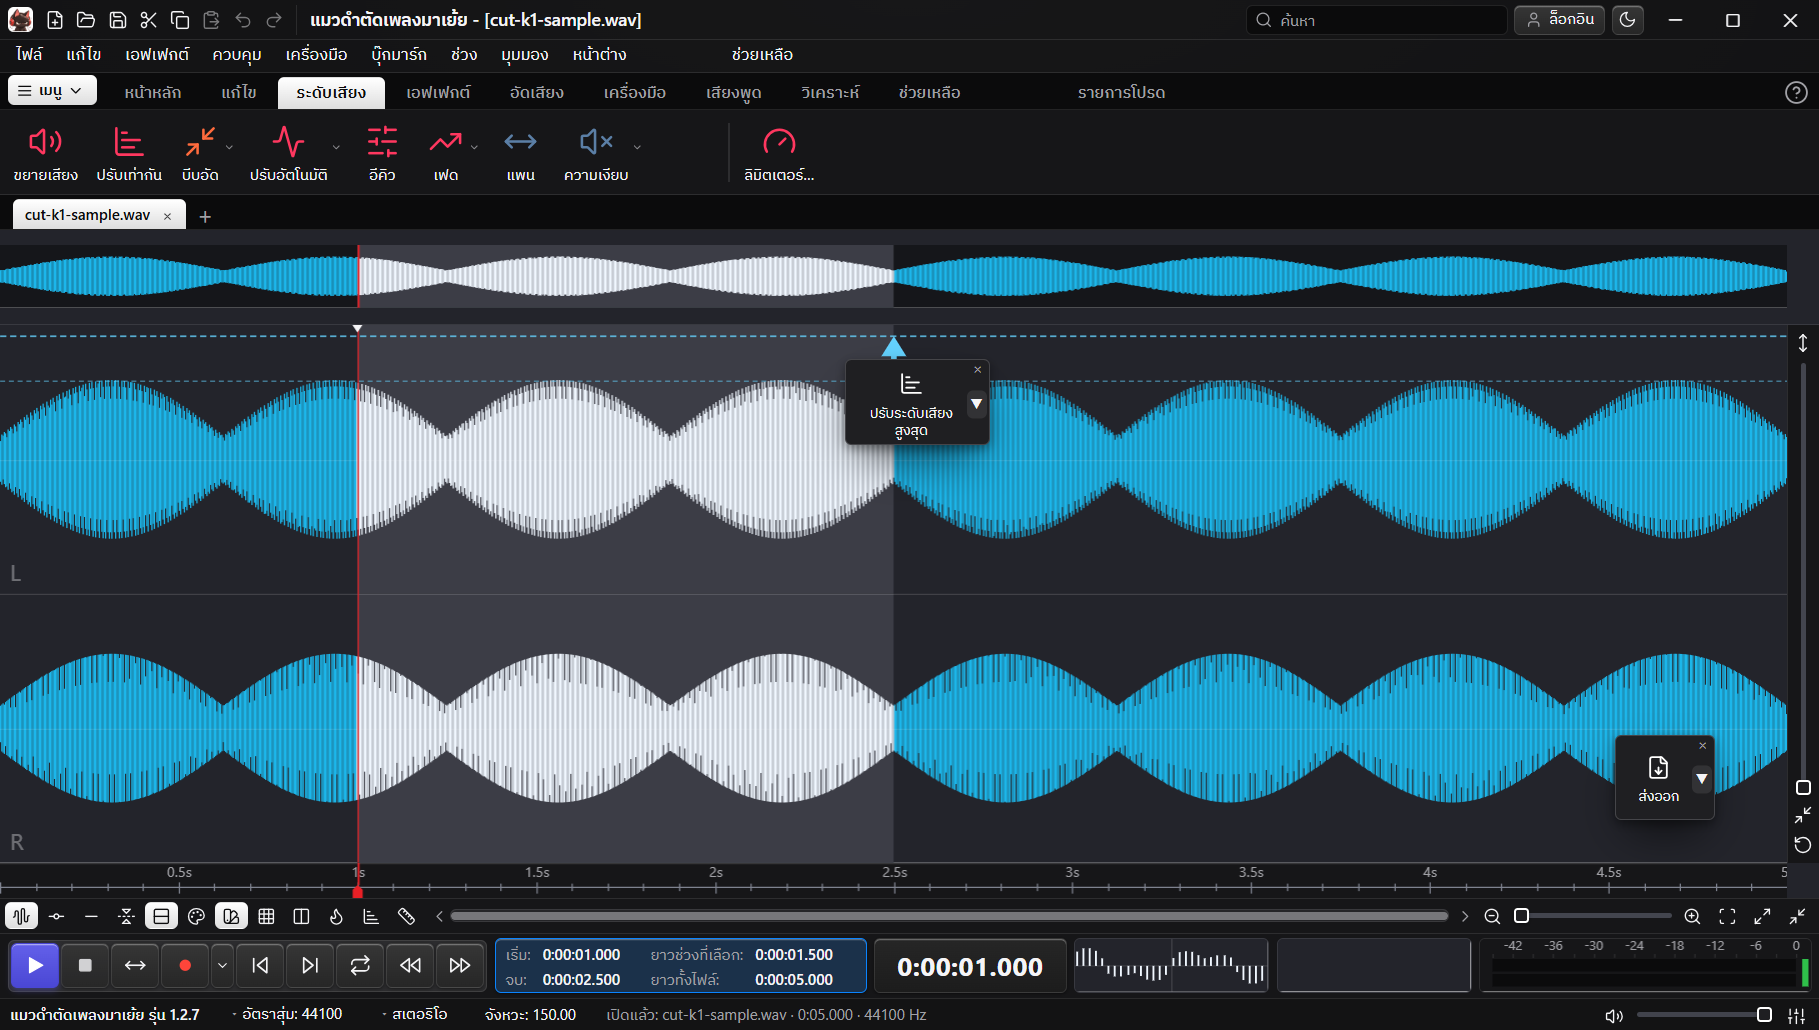 แมวดำตัดเพลงมาเย้ย - [cut-k1-sample.wav]
ค้นหา
ล็อกอิน
ไฟล์ แก้ไข เอฟเฟกต์ ควบคุม เครื่องมือ บุ๊กมาร์ก ช่วง มุมมอง หน้าต่าง ช่วยเหลือ
เมนู หน้าหลัก แก้ไข ระดับเสียง เอฟเฟกต์ อัดเสียง เครื่องมือ เสียงพูด วิเคราะห์ ช่วยเหลือ รายการโปรด
ขยายเสียง ปรับเท่ากัน บีบอัด ปรับอัตโนมัติ อีคิว เฟด แพน ความเงียบ ลิมิตเตอร์...
cut-k1-sample.wav × +
ปรับระดับเสียง
สูงสุด
L
R
ส่งออก
0.5s 1s 1.5s 2s 2.5s 3s 3.5s 4s 4.5s 5
เริ่ม: 0:00:01.000 ยาวช่วงที่เลือก: 0:00:01.500
จบ: 0:00:02.500 ยาวทั้งไฟล์: 0:00:05.000
0:00:01.000
-42 -36 -30 -24 -18 -12 -6 0
แมวดำตัดเพลงมาเย้ย รุ่น 1.2.7 · อัตราสุ่ม: 44100 · สเตอริโอ จังหวะ: 150.00 เปิดแล้ว: cut-k1-sample.wav · 0:05.000 · 44100 Hz